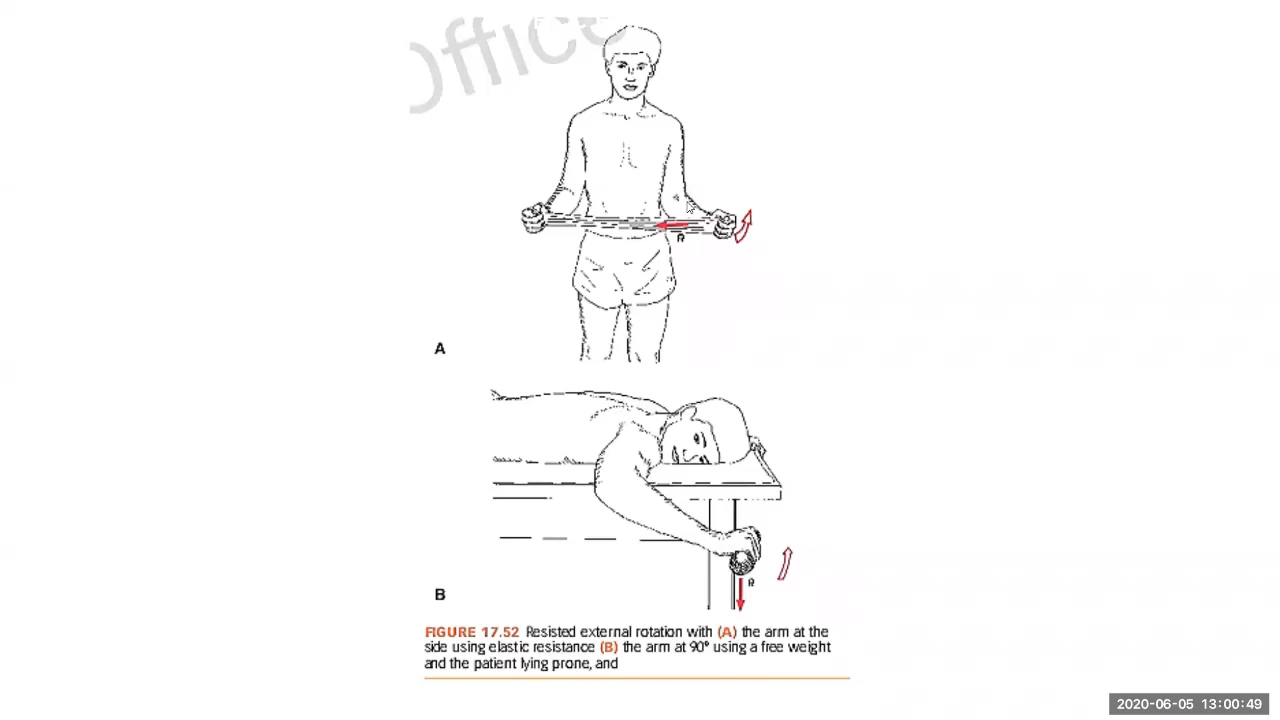 Office
R
A
R
B
FIGURE 17.52 Resisted external rotation with (A) the arm at the
side using elastic resistance (B) the arm at 90° using a free weight
and the patient lying prone, and
2020-06-05 13:00:49